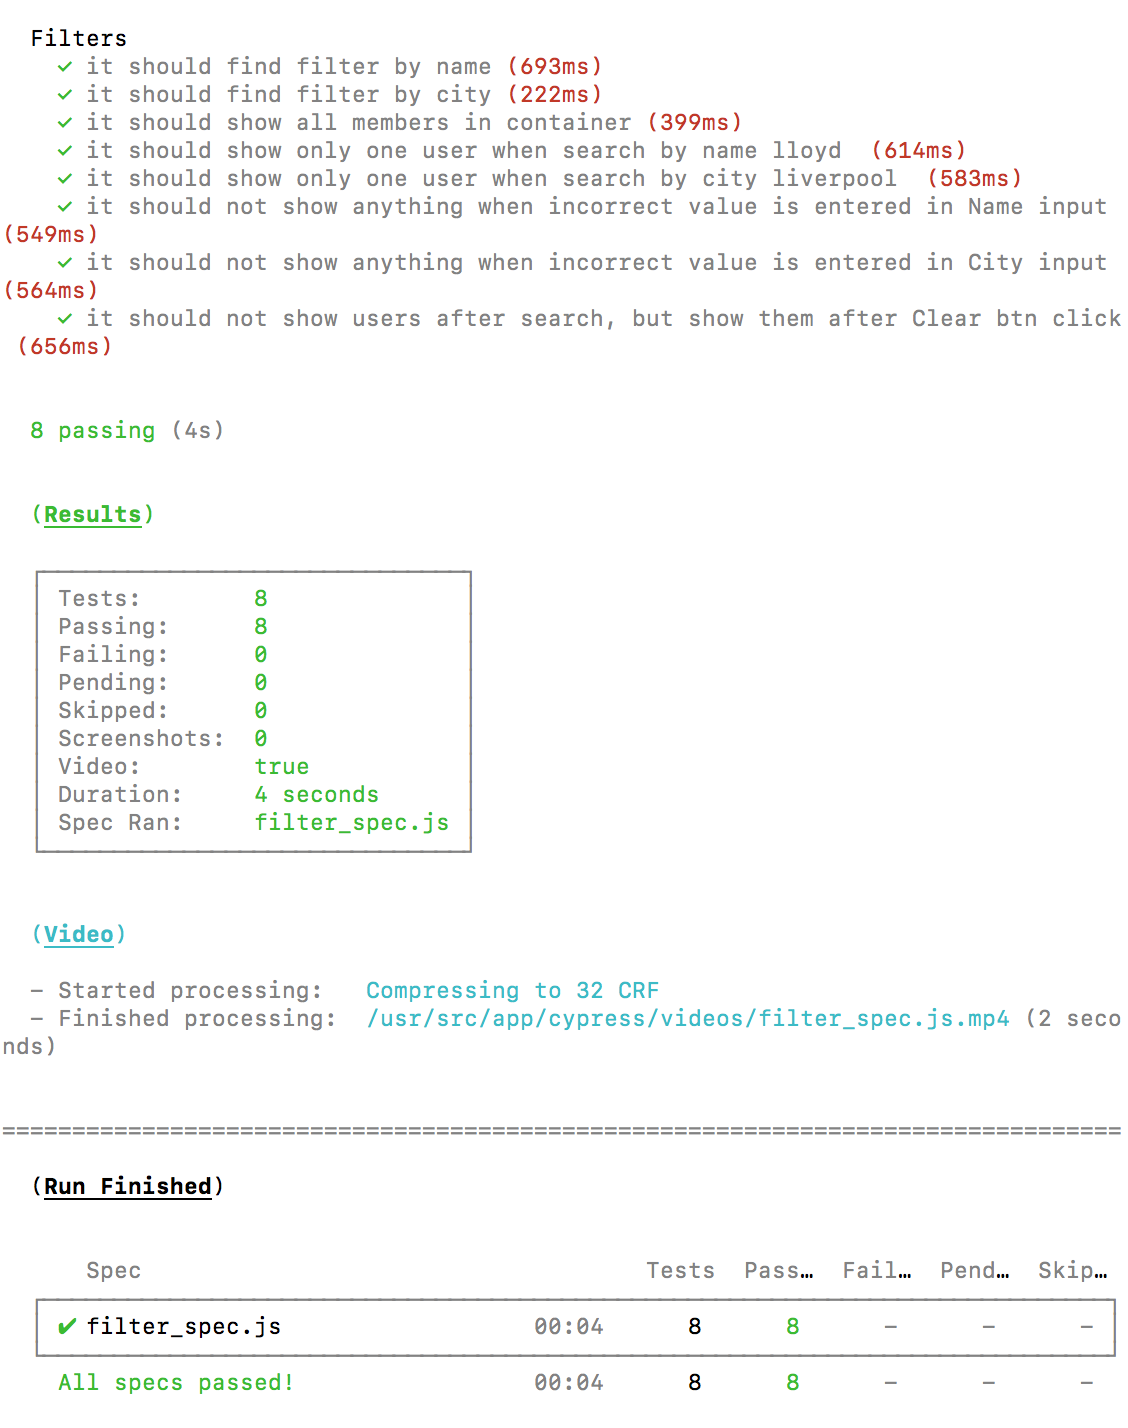 Filters
✓ it should find filter by name (693ms)
✓ it should find filter by city (222ms)
✓ it should show all members in container (399ms)
✓ it should show only one user when search by name lloyd  (614ms)
✓ it should show only one user when search by city liverpool  (583ms)
✓ it should not show anything when incorrect value is entered in Name input
(549ms)
✓ it should not show anything when incorrect value is entered in City input
(564ms)
✓ it should not show users after search, but show them after Clear btn click
(656ms)
8 passing (4s)
(Results)
Tests: 8
Passing: 8
Failing: 0
Pending: 0
Skipped: 0
Screenshots: 0
Video: true
Duration: 4 seconds
Spec Ran: filter_spec.js
(Video)
- Started processing: Compressing to 32 CRF
- Finished processing: /usr/src/app/cypress/videos/filter_spec.js.mp4 (2 seco
nds)
================================================================================
(Run Finished)
Spec Tests Pass… Fail… Pend… Skip…
✔ filter_spec.js 00:04 8 8 - - -
All specs passed! 00:04 8 8 - - -